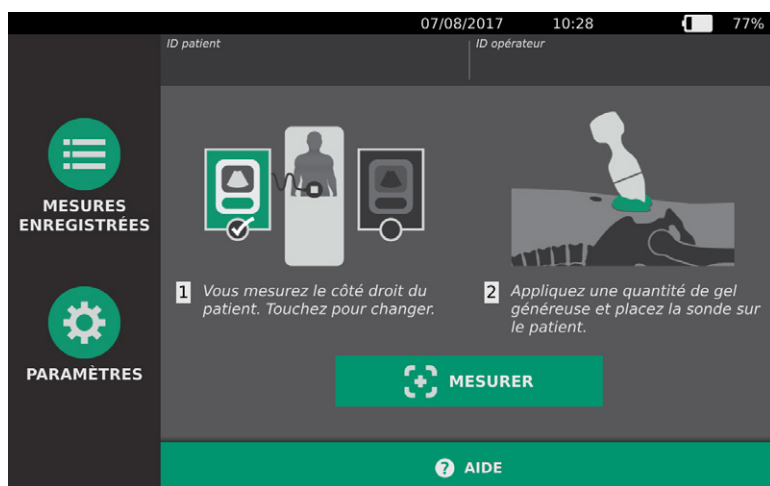 07/08/2017 10:28 77%
ID patient
ID opérateur
MESURES
ENREGISTRÉES
PARAMÈTRES
1 Vous mesurez le côté droit du
patient. Touchez pour changer.
2 Appliquez une quantité de gel
généreuse et placez la sonde sur
le patient.
MESURER
? AIDE